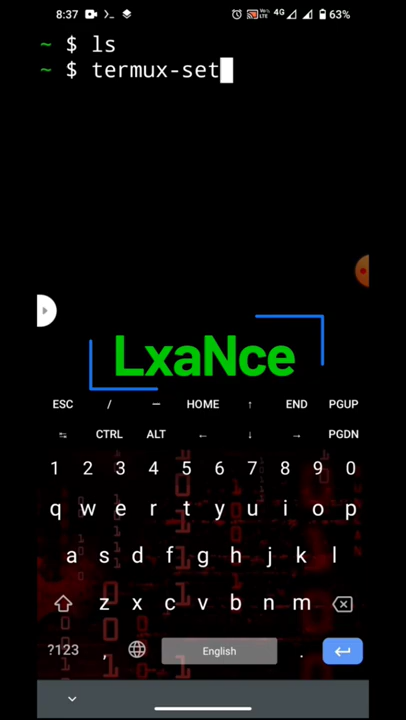 8:37 4G 63%
~ $ ls
~ $ termux-set
LxaNce
ESC / — HOME ↑ END PGUP
CTRL ALT ← ↓ → PGDN
1 2 3 4 5 6 7 8 9 0
q w e r t y u i o p
a s d f g h j k l
z x c v b n m
?123 , English .